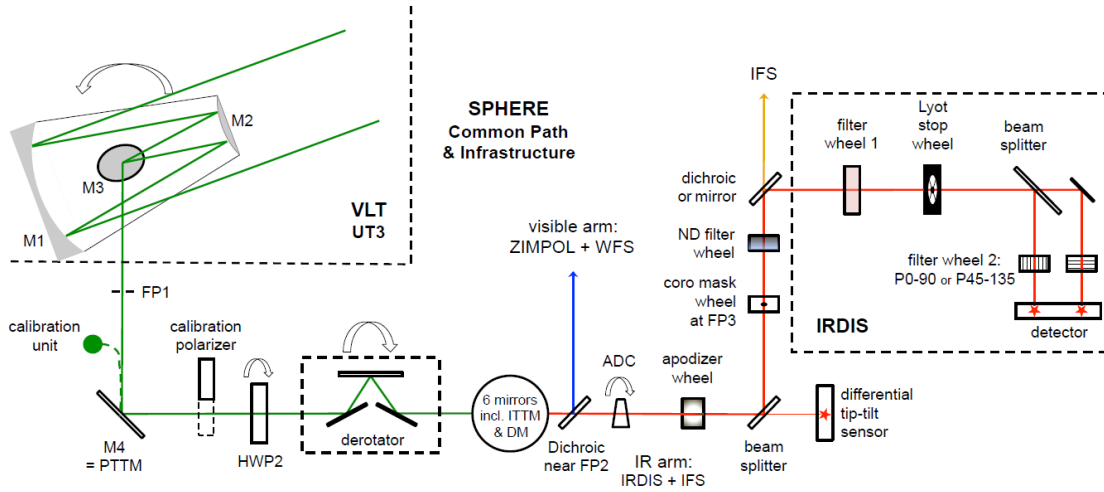 SPHERE
Common Path
& Infrastructure
M2
M3
M1
VLT
UT3
FP1
calibration
unit
M4
= PTTM
calibration
polarizer
HWP2
derotator
6 mirrors
incl. ITTM
& DM
visible arm:
ZIMPOL + WFS
Dichroic
near FP2
ADC
apodizer
wheel
IR arm:
IRDIS + IFS
beam
splitter
differential
tip-tilt
sensor
coro mask
wheel
at FP3
ND filter
wheel
dichroic
or mirror
IFS
filter
wheel 1
Lyot
stop
wheel
beam
splitter
filter wheel 2:
P0-90 or P45-135
IRDIS
detector